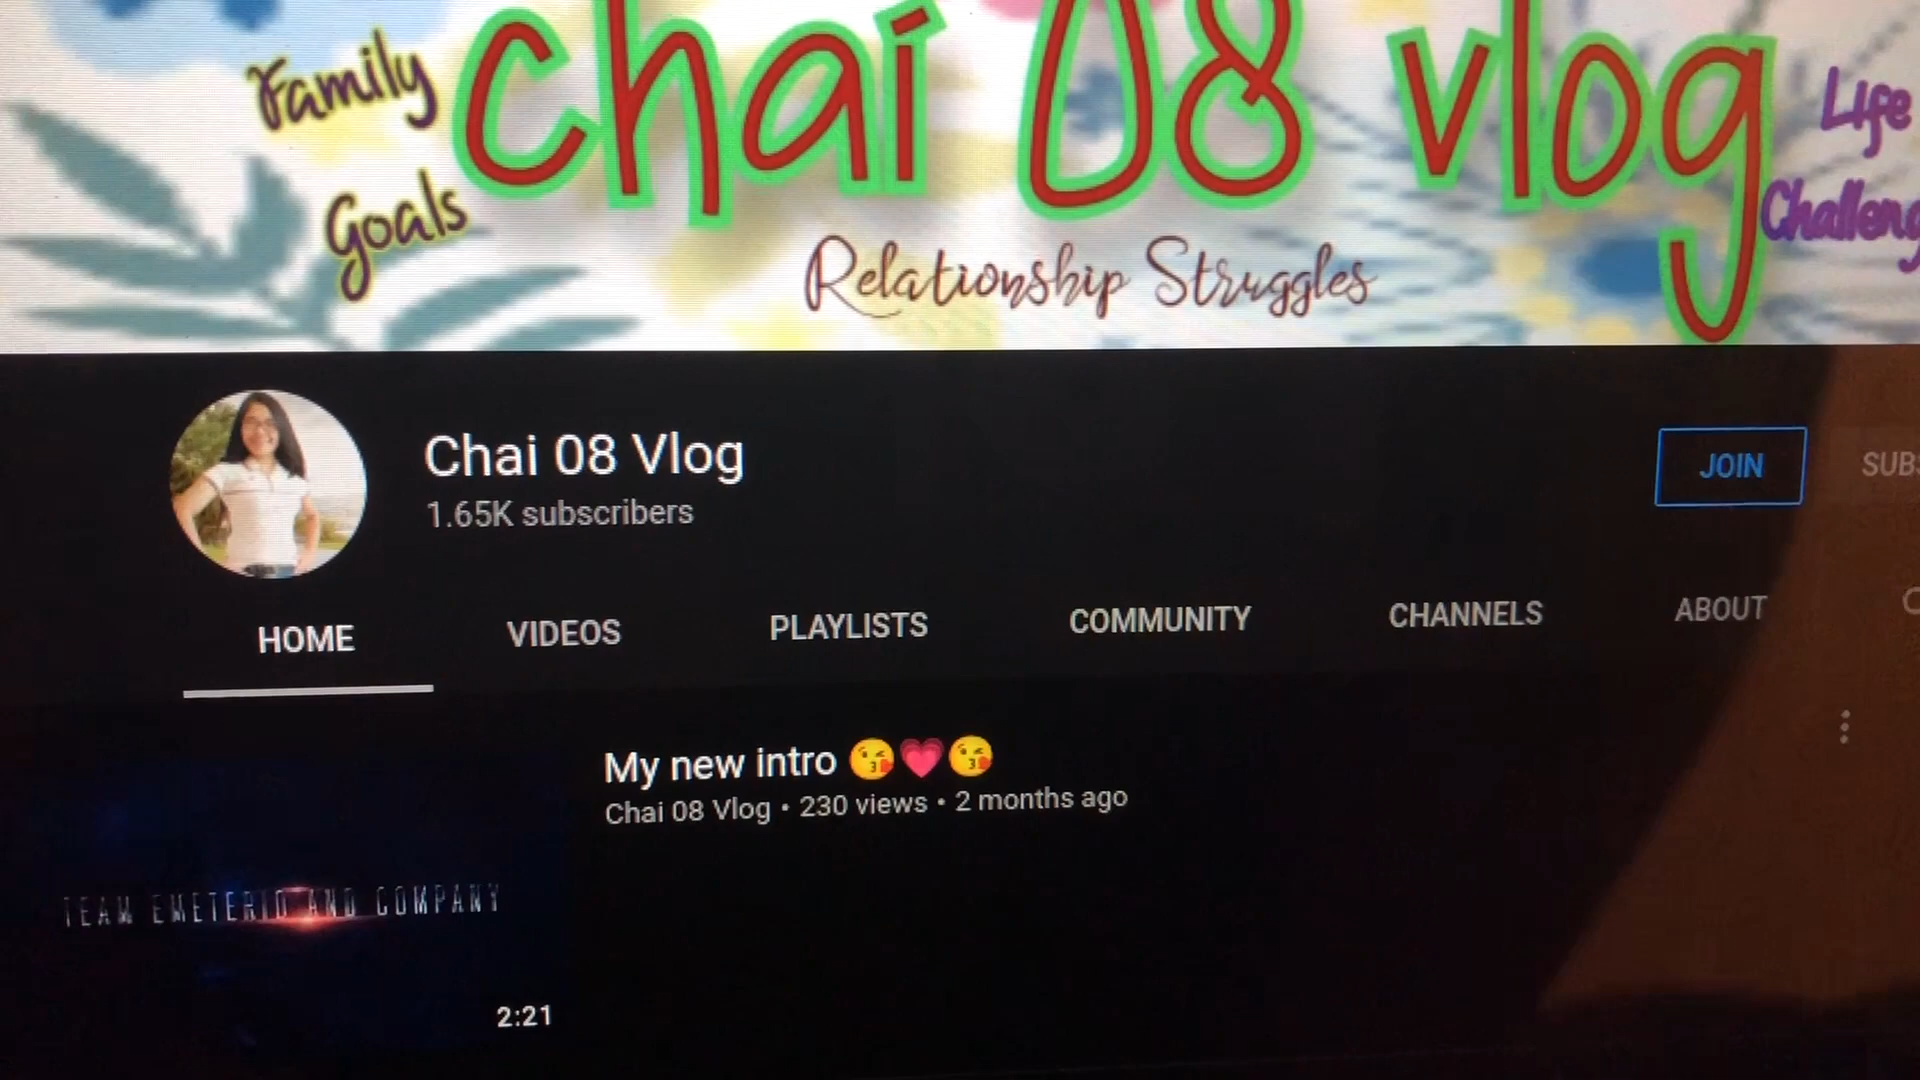 Family
Goals
chai 08 vlog
Relationship Struggles
Life
Chai 08 Vlog
1.65K subscribers
JOIN
HOME
VIDEOS
PLAYLISTS
COMMUNITY
CHANNELS
ABOUT
My new intro 😘💗😘
Chai 08 Vlog • 230 views • 2 months ago
TEAM EMETERIO AND COMPANY
2:21